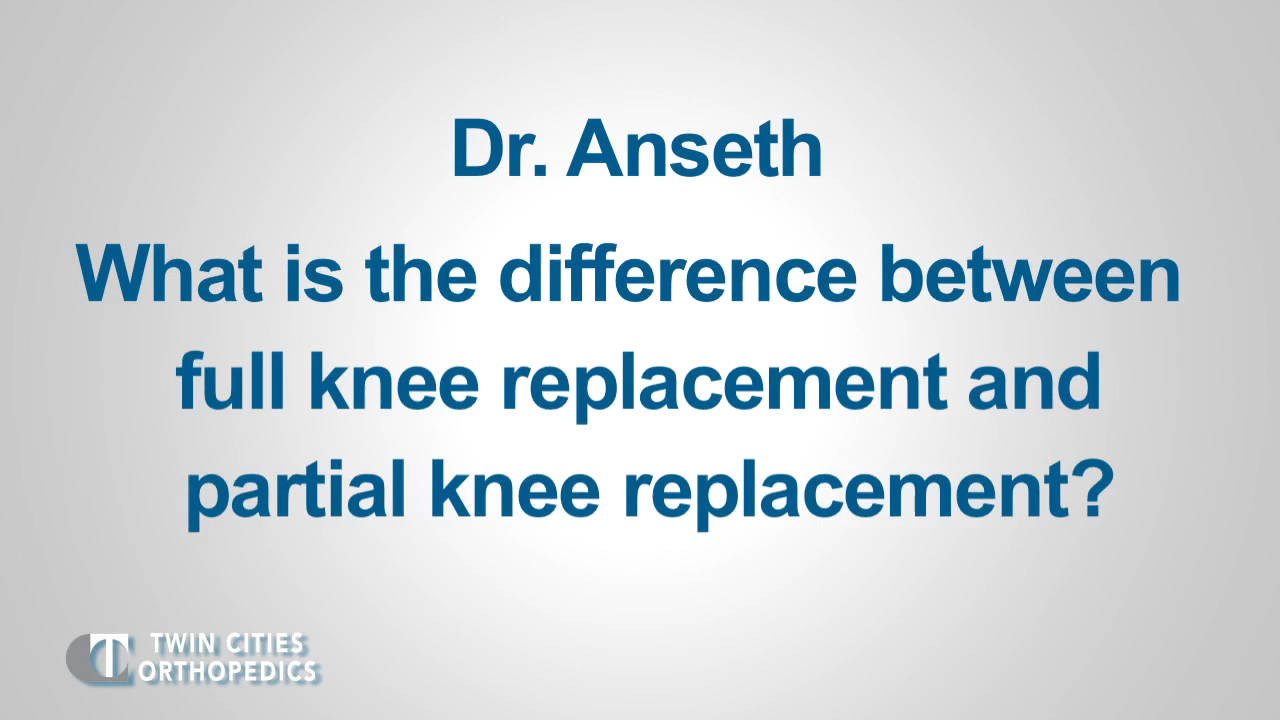 Dr. Anseth
What is the difference between
full knee replacement and
partial knee replacement?
TWIN CITIES
ORTHOPEDICS